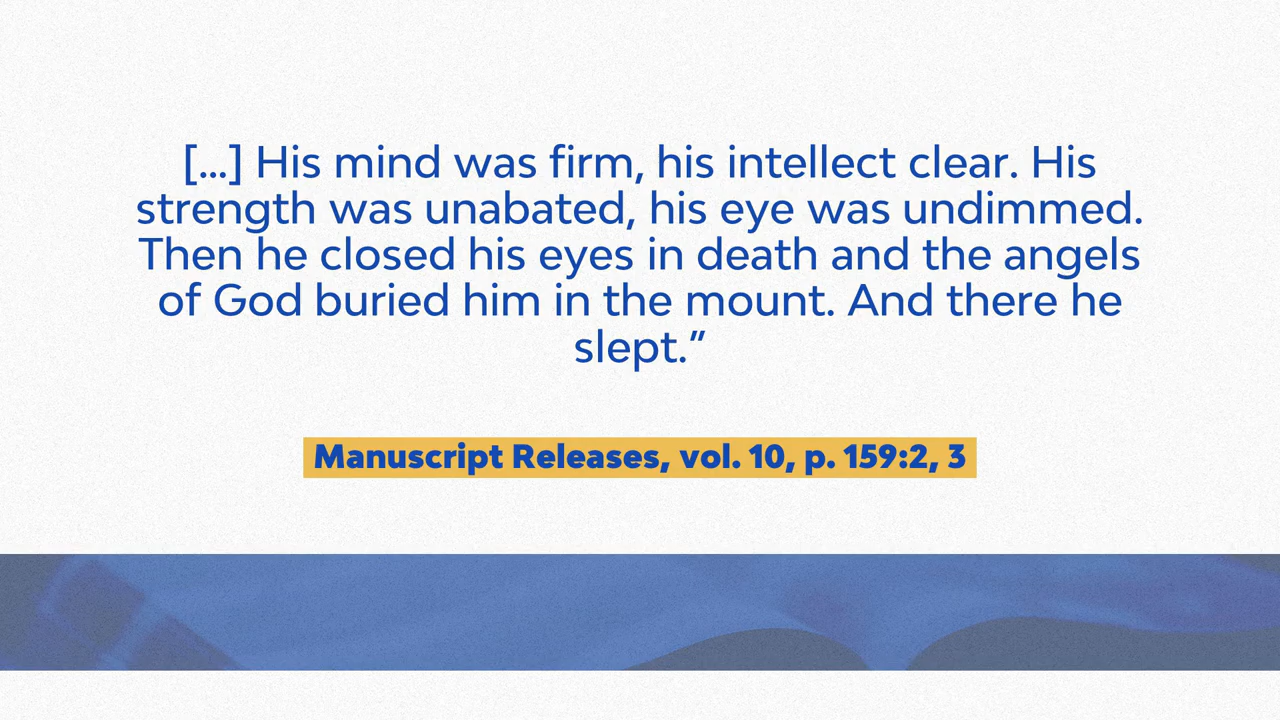 [...] His mind was firm, his intellect clear. His
strength was unabated, his eye was undimmed.
Then he closed his eyes in death and the angels
of God buried him in the mount. And there he
slept.”
Manuscript Releases, vol. 10, p. 159:2, 3